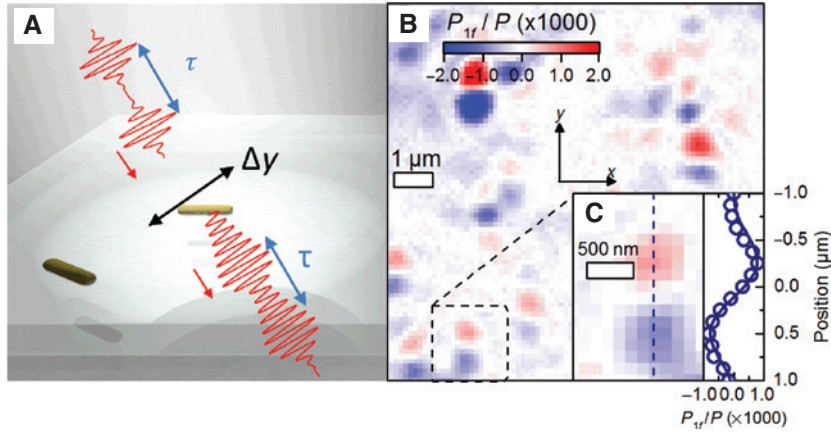 A
τ
Δy
τ
B
P1f / P (x1000)
−2.0 −1.0 0.0 1.0 2.0
y
x
1 μm
C
500 nm
-1.0
-0.5
0.0
0.5
1.0
Position (μm)
−1.0 0.0 1.0
P1f/P (×1000)